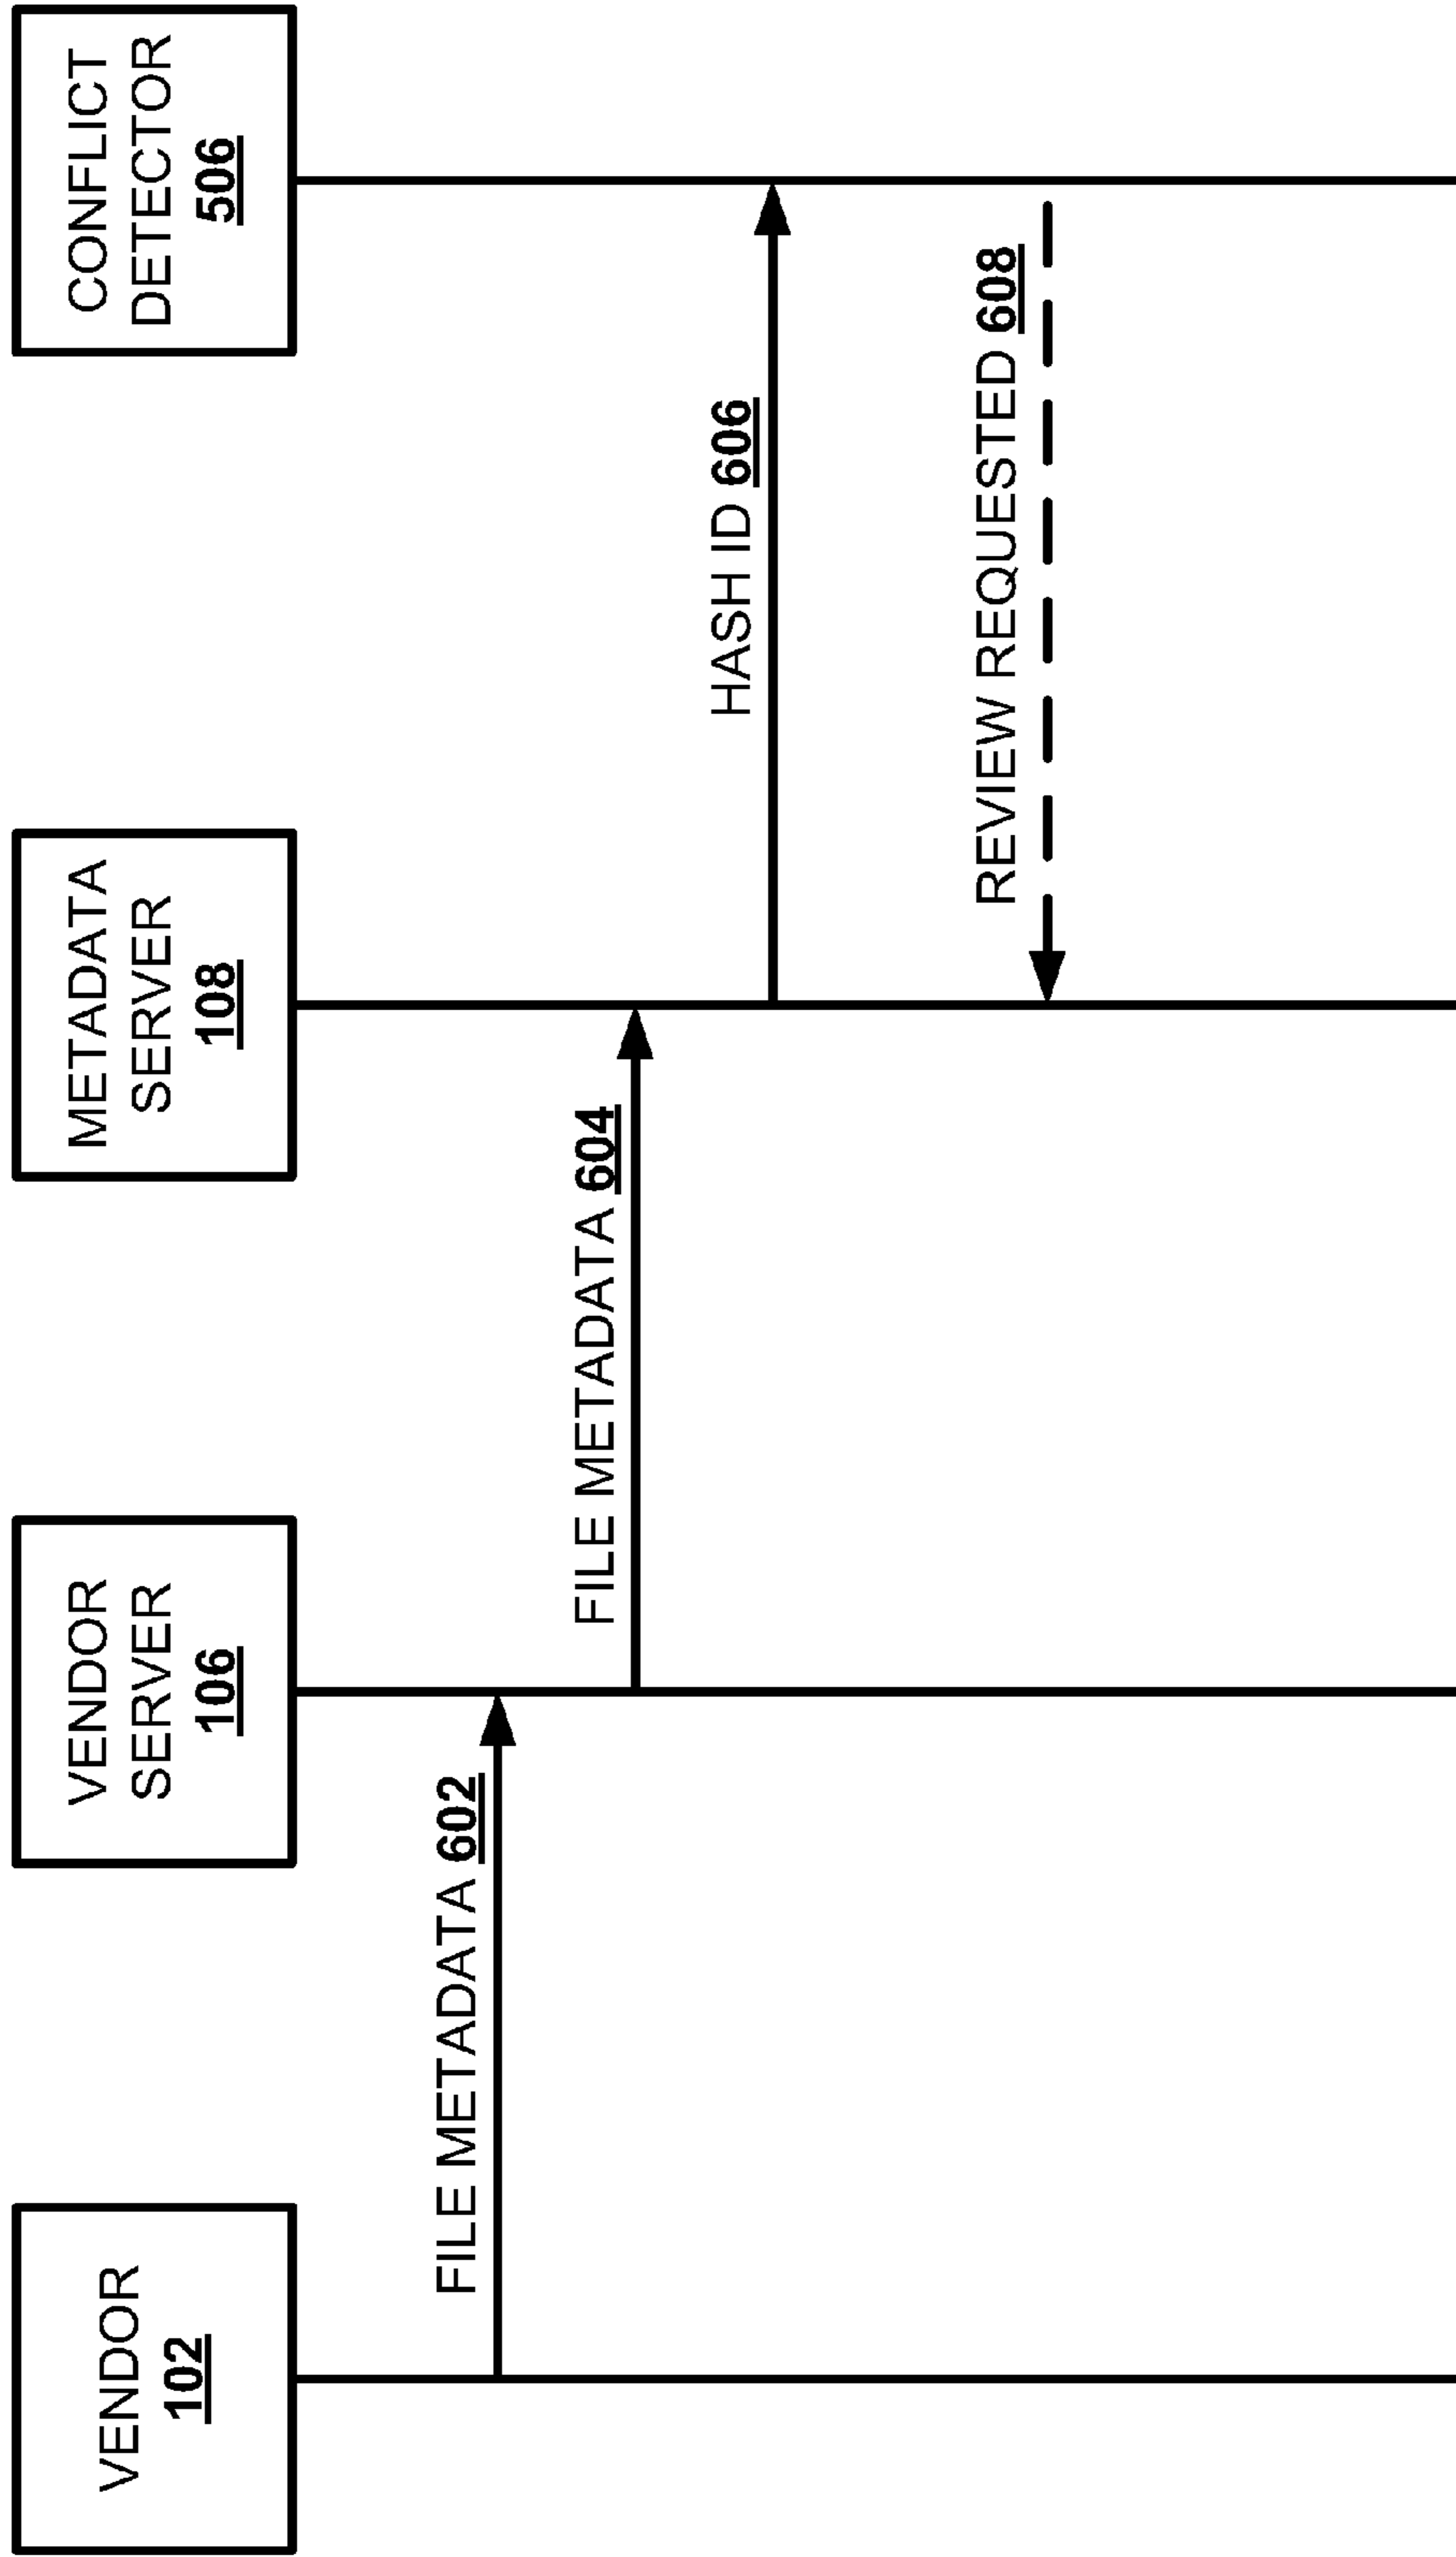 VENDOR
102
VENDOR
SERVER
106
METADATA
SERVER
108
CONFLICT
DETECTOR
506
FILE METADATA 602
FILE METADATA 604
HASH ID 606
REVIEW REQUESTED 608